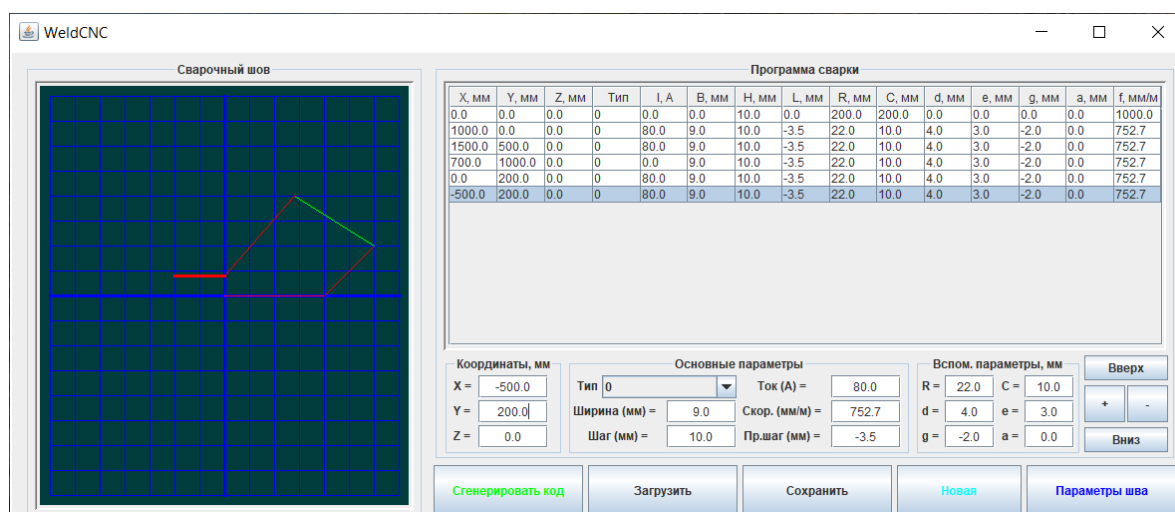 WeldCNC
Сварочный шов
Программа сварки
X, мм Y, мм Z, мм Тип I, А B, мм H, мм L, мм R, мм C, мм d, мм e, мм g, мм a, мм f, мм/м
0.0 0.0 0.0 0 0.0 0.0 10.0 0.0 200.0 200.0 0.0 0.0 0.0 0.0 1000.0
1000.0 0.0 0.0 0 80.0 9.0 10.0 -3.5 22.0 10.0 4.0 3.0 -2.0 0.0 752.7
1500.0 500.0 0.0 0 80.0 9.0 10.0 -3.5 22.0 10.0 4.0 3.0 -2.0 0.0 752.7
700.0 1000.0 0.0 0 0.0 9.0 10.0 -3.5 22.0 10.0 4.0 3.0 -2.0 0.0 752.7
0.0 200.0 0.0 0 80.0 9.0 10.0 -3.5 22.0 10.0 4.0 3.0 -2.0 0.0 752.7
-500.0 200.0 0.0 0 80.0 9.0 10.0 -3.5 22.0 10.0 4.0 3.0 -2.0 0.0 752.7
Координаты, мм
X = -500.0
Y = 200.0
Z = 0.0
Основные параметры
Тип 0 Ток (А) = 80.0
Ширина (мм) = 9.0 Скор. (мм/м) = 752.7
Шаг (мм) = 10.0 Пр.шаг (мм) = -3.5
Вспом. параметры, мм
R = 22.0 C = 10.0
d = 4.0 e = 3.0
g = -2.0 a = 0.0
Вверх
+ -
Вниз
Сгенерировать код Загрузить Сохранить Новая Параметры шва